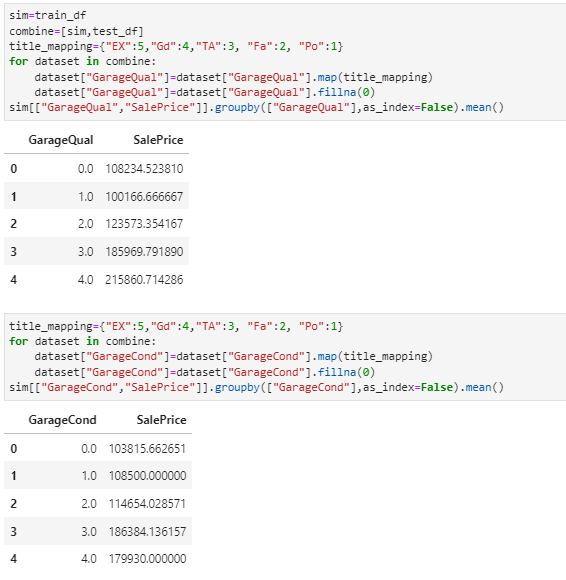 sim=train_df
combine=[sim,test_df]
title_mapping={"EX":5,"Gd":4,"TA":3, "Fa":2, "Po":1}
for dataset in combine:
    dataset["GarageQual"]=dataset["GarageQual"].map(title_mapping)
    dataset["GarageQual"]=dataset["GarageQual"].fillna(0)
sim[["GarageQual","SalePrice"]].groupby(["GarageQual"],as_index=False).mean()
GarageQual SalePrice
0 0.0 108234.523810
1 1.0 100166.666667
2 2.0 123573.354167
3 3.0 185969.791890
4 4.0 215860.714286
title_mapping={"EX":5,"Gd":4,"TA":3, "Fa":2, "Po":1}
for dataset in combine:
    dataset["GarageCond"]=dataset["GarageCond"].map(title_mapping)
    dataset["GarageCond"]=dataset["GarageCond"].fillna(0)
sim[["GarageCond","SalePrice"]].groupby(["GarageCond"],as_index=False).mean()
GarageCond SalePrice
0 0.0 103815.662651
1 1.0 108500.000000
2 2.0 114654.028571
3 3.0 186384.136157
4 4.0 179930.000000